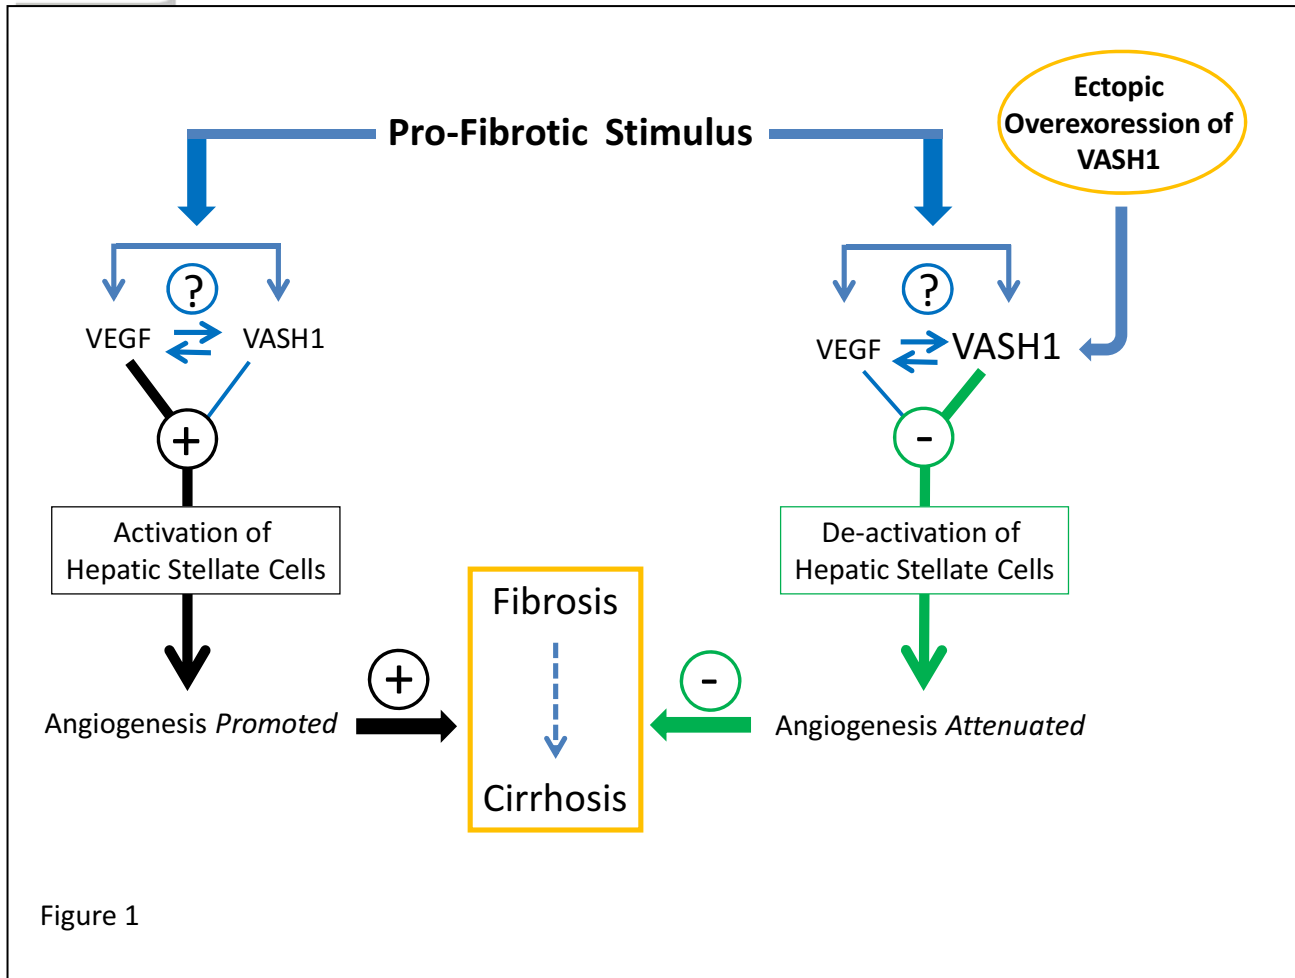 Ectopic
Overexoression of
VASH1
Pro-Fibrotic Stimulus
?
VEGF
VASH1
+
Activation of
Hepatic Stellate Cells
Angiogenesis Promoted
+
Fibrosis
Cirrhosis
?
VEGF
VASH1
-
De-activation of
Hepatic Stellate Cells
-
Angiogenesis Attenuated
Figure 1